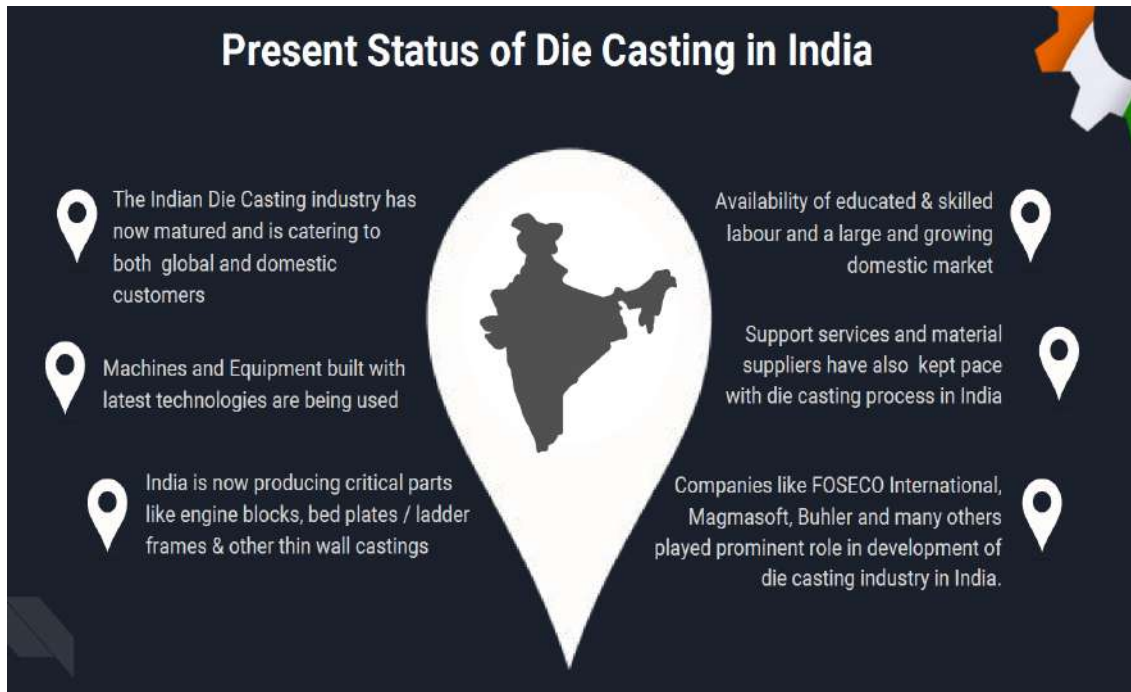 Present Status of Die Casting in India
The Indian Die Casting industry has
now matured and is catering to
both global and domestic
customers
Machines and Equipment built with
latest technologies are being used
India is now producing critical parts
like engine blocks, bed plates / ladder
frames & other thin wall castings
Availability of educated & skilled
labour and a large and growing
domestic market
Support services and material
suppliers have also kept pace
with die casting process in India
Companies like FOSECO International,
Magmasoft, Buhler and many others
played prominent role in development of
die casting industry in India.